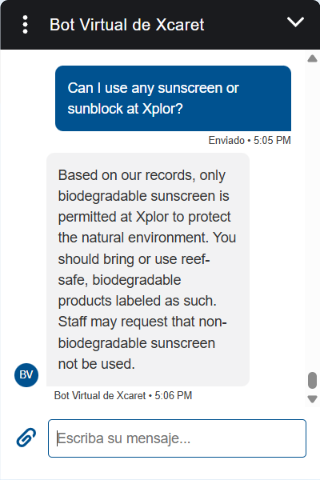 Bot Virtual de Xcaret
Can I use any sunscreen or
sunblock at Xplor?
Enviado • 5:05 PM
Based on our records, only
biodegradable sunscreen is
permitted at Xplor to protect
the natural environment. You
should bring or use reef-
safe, biodegradable
products labeled as such.
Staff may request that non-
biodegradable sunscreen
not be used.
BV
Bot Virtual de Xcaret • 5:06 PM
Escriba su mensaje...